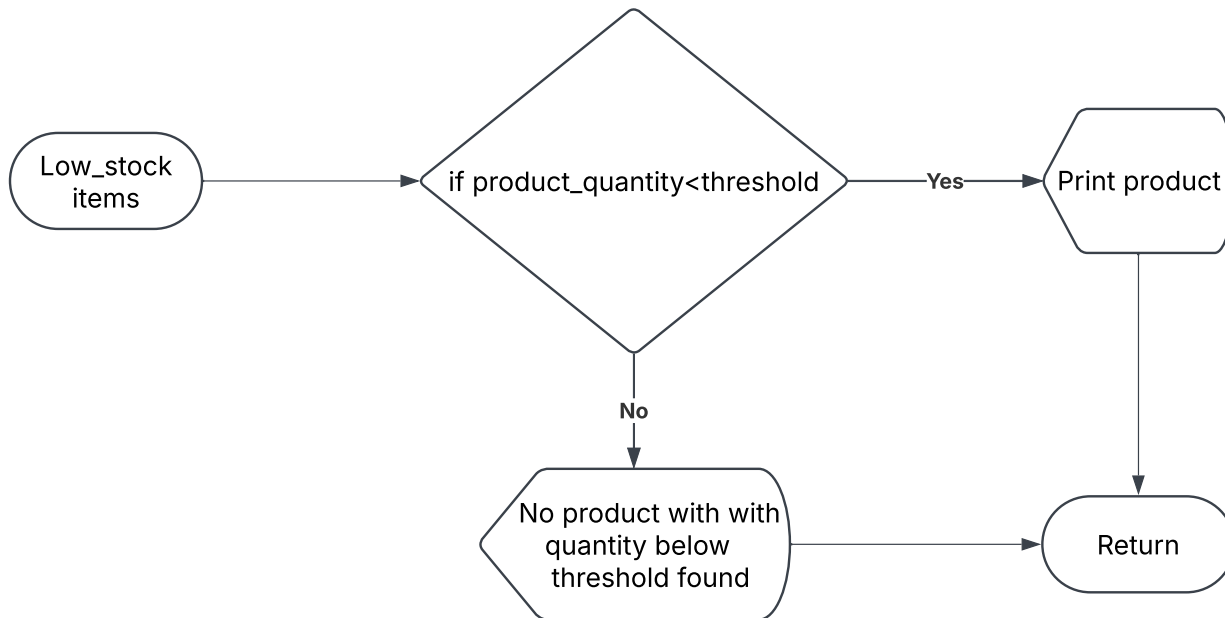 Low_stock
items
if product_quantity<threshold
Yes
Print product
No
No product with with
quantity below
threshold found
Return